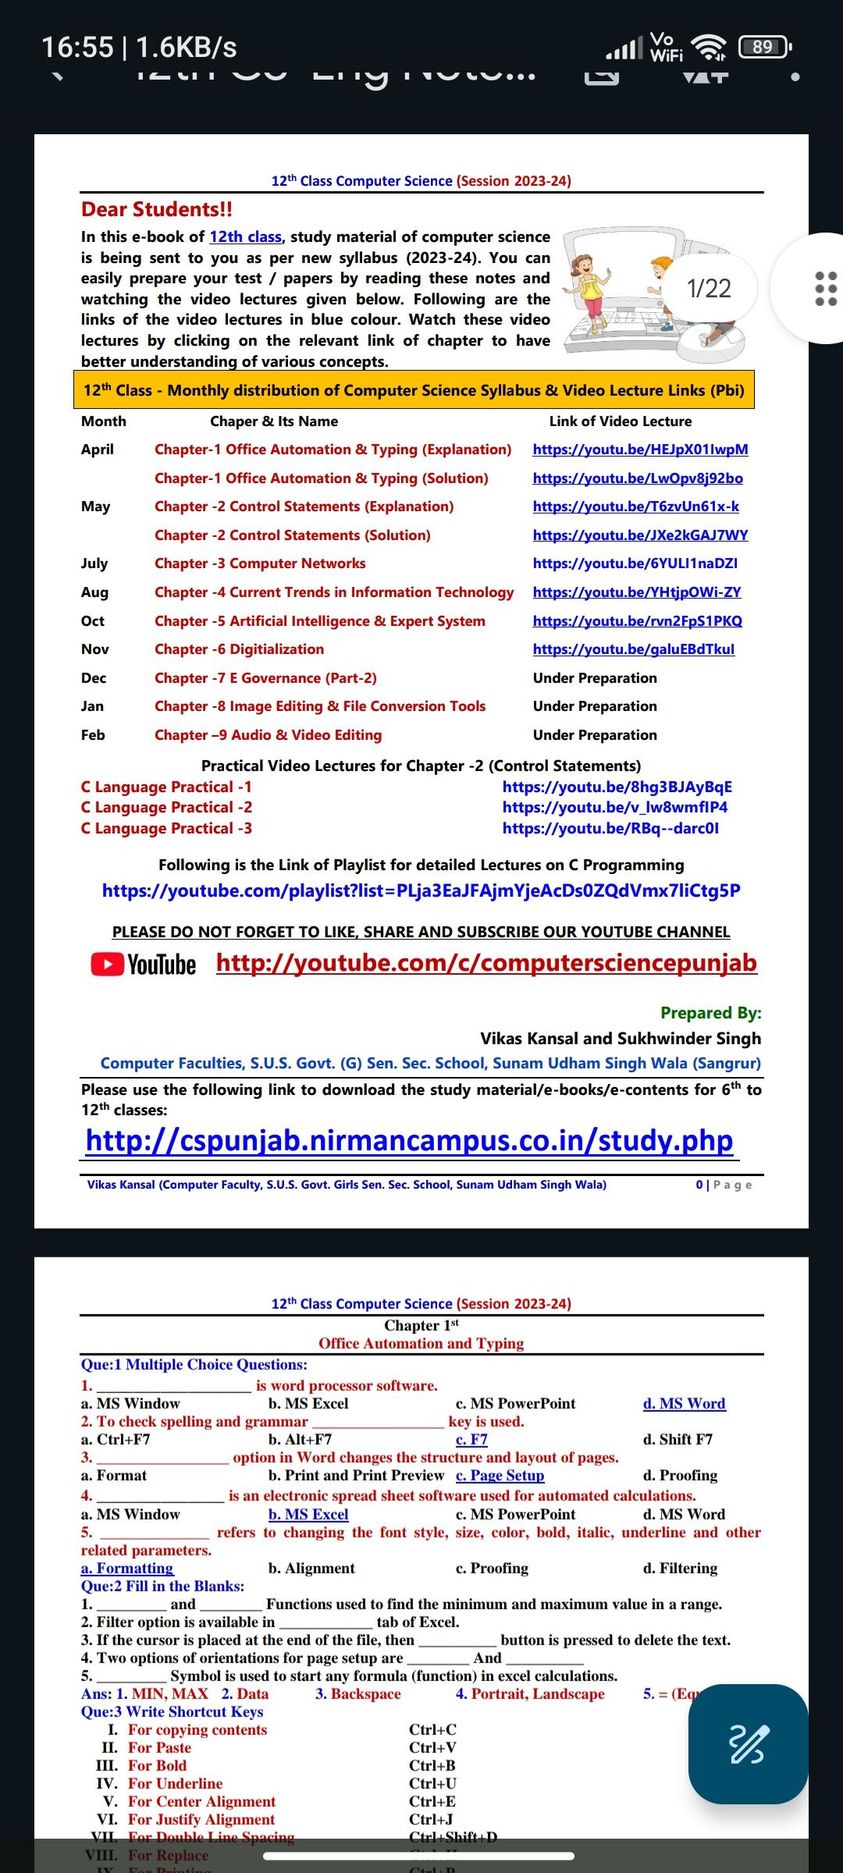 16:55 | 1.6KB/s
Vo
WiFi
89
12th Class Computer Science (Session 2023-24)
Dear Students!!
In this e-book of 12th class, study material of computer science
is being sent to you as per new syllabus (2023-24). You can
easily prepare your test / papers by reading these notes and
watching the video lectures given below. Following are the
links of the video lectures in blue colour. Watch these video
lectures by clicking on the relevant link of chapter to have
better understanding of various concepts.
1/22
12th Class - Monthly distribution of Computer Science Syllabus & Video Lecture Links (Pbi)
Month Chaper & Its Name Link of Video Lecture
April Chapter-1 Office Automation & Typing (Explanation) https://youtu.be/HEJpX01IwpM
Chapter-1 Office Automation & Typing (Solution) https://youtu.be/LwOpv8j92bo
May Chapter -2 Control Statements (Explanation) https://youtu.be/T6zvUn61x-k
Chapter -2 Control Statements (Solution) https://youtu.be/JXe2kGAJ7WY
July Chapter -3 Computer Networks https://youtu.be/6YULI1naDZI
Aug Chapter -4 Current Trends in Information Technology https://youtu.be/YHtjpOWi-ZY
Oct Chapter -5 Artificial Intelligence & Expert System https://youtu.be/rvn2FpS1PKQ
Nov Chapter -6 Digitialization https://youtu.be/galuEBdTkuI
Dec Chapter -7 E Governance (Part-2) Under Preparation
Jan Chapter -8 Image Editing & File Conversion Tools Under Preparation
Feb Chapter –9 Audio & Video Editing Under Preparation
Practical Video Lectures for Chapter -2 (Control Statements)
C Language Practical -1 https://youtu.be/8hg3BJAyBqE
C Language Practical -2 https://youtu.be/v_lw8wmfIP4
C Language Practical -3 https://youtu.be/RBq--darc0I
Following is the Link of Playlist for detailed Lectures on C Programming
https://youtube.com/playlist?list=PLja3EaJFAjmYjeAcDs0ZQdVmx7liCtg5P
PLEASE DO NOT FORGET TO LIKE, SHARE AND SUBSCRIBE OUR YOUTUBE CHANNEL
YouTube http://youtube.com/c/computersciencepunjab
Prepared By:
Vikas Kansal and Sukhwinder Singh
Computer Faculties, S.U.S. Govt. (G) Sen. Sec. School, Sunam Udham Singh Wala (Sangrur)
Please use the following link to download the study material/e-books/e-contents for 6th to
12th classes:
http://cspunjab.nirmancampus.co.in/study.php
Vikas Kansal (Computer Faculty, S.U.S. Govt. Girls Sen. Sec. School, Sunam Udham Singh Wala) 0 | Page
12th Class Computer Science (Session 2023-24)
Chapter 1st
Office Automation and Typing
Que:1 Multiple Choice Questions:
1. ______________ is word processor software.
a. MS Window b. MS Excel c. MS PowerPoint d. MS Word
2. To check spelling and grammar ____________ key is used.
a. Ctrl+F7 b. Alt+F7 c. F7 d. Shift F7
3. ____________ option in Word changes the structure and layout of pages.
a. Format b. Print and Print Preview c. Page Setup d. Proofing
4. ____________ is an electronic spread sheet software used for automated calculations.
a. MS Window b. MS Excel c. MS PowerPoint d. MS Word
5. __________ refers to changing the font style, size, color, bold, italic, underline and other
related parameters.
a. Formatting b. Alignment c. Proofing d. Filtering
Que:2 Fill in the Blanks:
1. ________ and _______ Functions used to find the minimum and maximum value in a range.
2. Filter option is available in ___________ tab of Excel.
3. If the cursor is placed at the end of the file, then _________ button is pressed to delete the text.
4. Two options of orientations for page setup are _______ And _________
5. ________ Symbol is used to start any formula (function) in excel calculations.
Ans: 1. MIN, MAX 2. Data 3. Backspace 4. Portrait, Landscape 5. = (Eq
Que:3 Write Shortcut Keys
I. For copying contents Ctrl+C
II. For Paste Ctrl+V
III. For Bold Ctrl+B
IV. For Underline Ctrl+U
V. For Center Alignment Ctrl+E
VI. For Justify Alignment Ctrl+J
VII. For Double Line Spacing Ctrl+Shift+D
VIII. For Replace